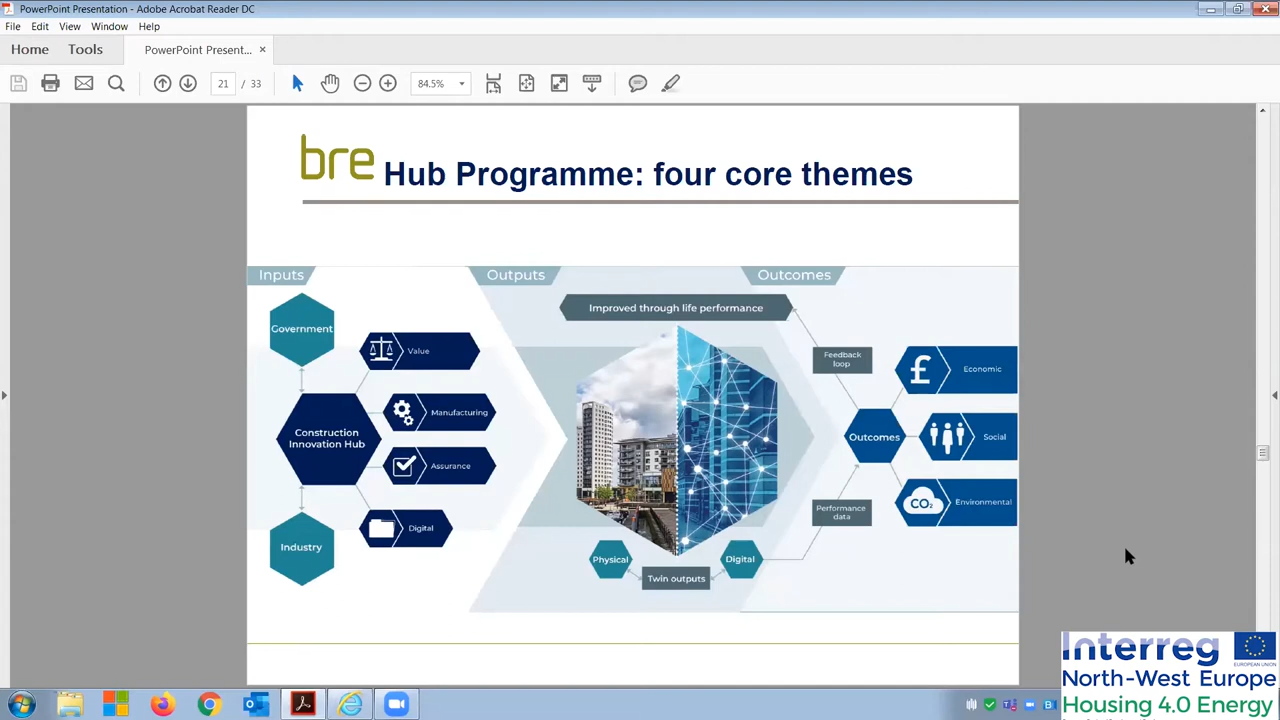 PowerPoint Presentation - Adobe Acrobat Reader DC
File Edit View Window Help
Home Tools PowerPoint Present... ×
21 / 33 84.5%
bre Hub Programme: four core themes
Inputs Outputs Outcomes
Government
Value
Construction
Innovation Hub
Manufacturing
Assurance
Digital
Industry
Improved through life performance
Physical
Digital
Twin outputs
Feedback
loop
Performance
data
Outcomes
£ Economic
Social
CO₂ Environmental
Interreg
EUROPEAN UNION
North-West Europe
Housing 4.0 Energy